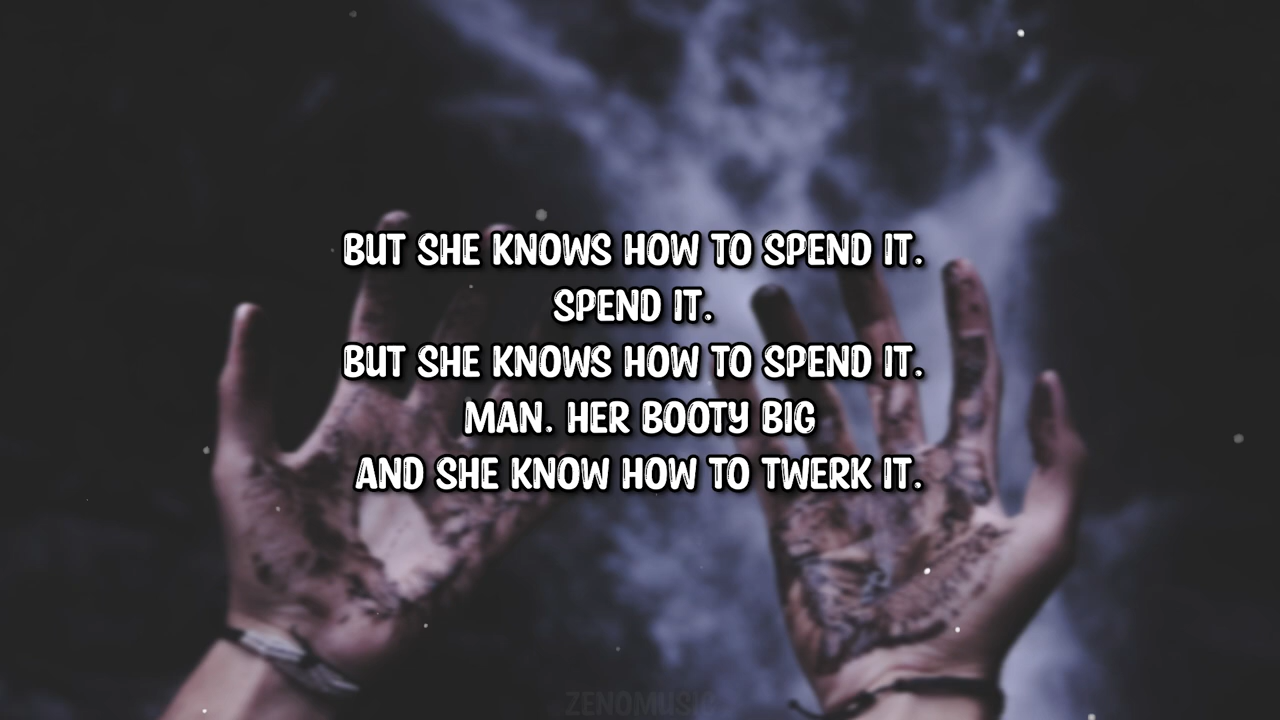 BUT SHE KNOWS HOW TO SPEND IT.
SPEND IT.
BUT SHE KNOWS HOW TO SPEND IT.
MAN. HER BOOTY BIG
AND SHE KNOW HOW TO TWERK IT.
ZENOMUSIC